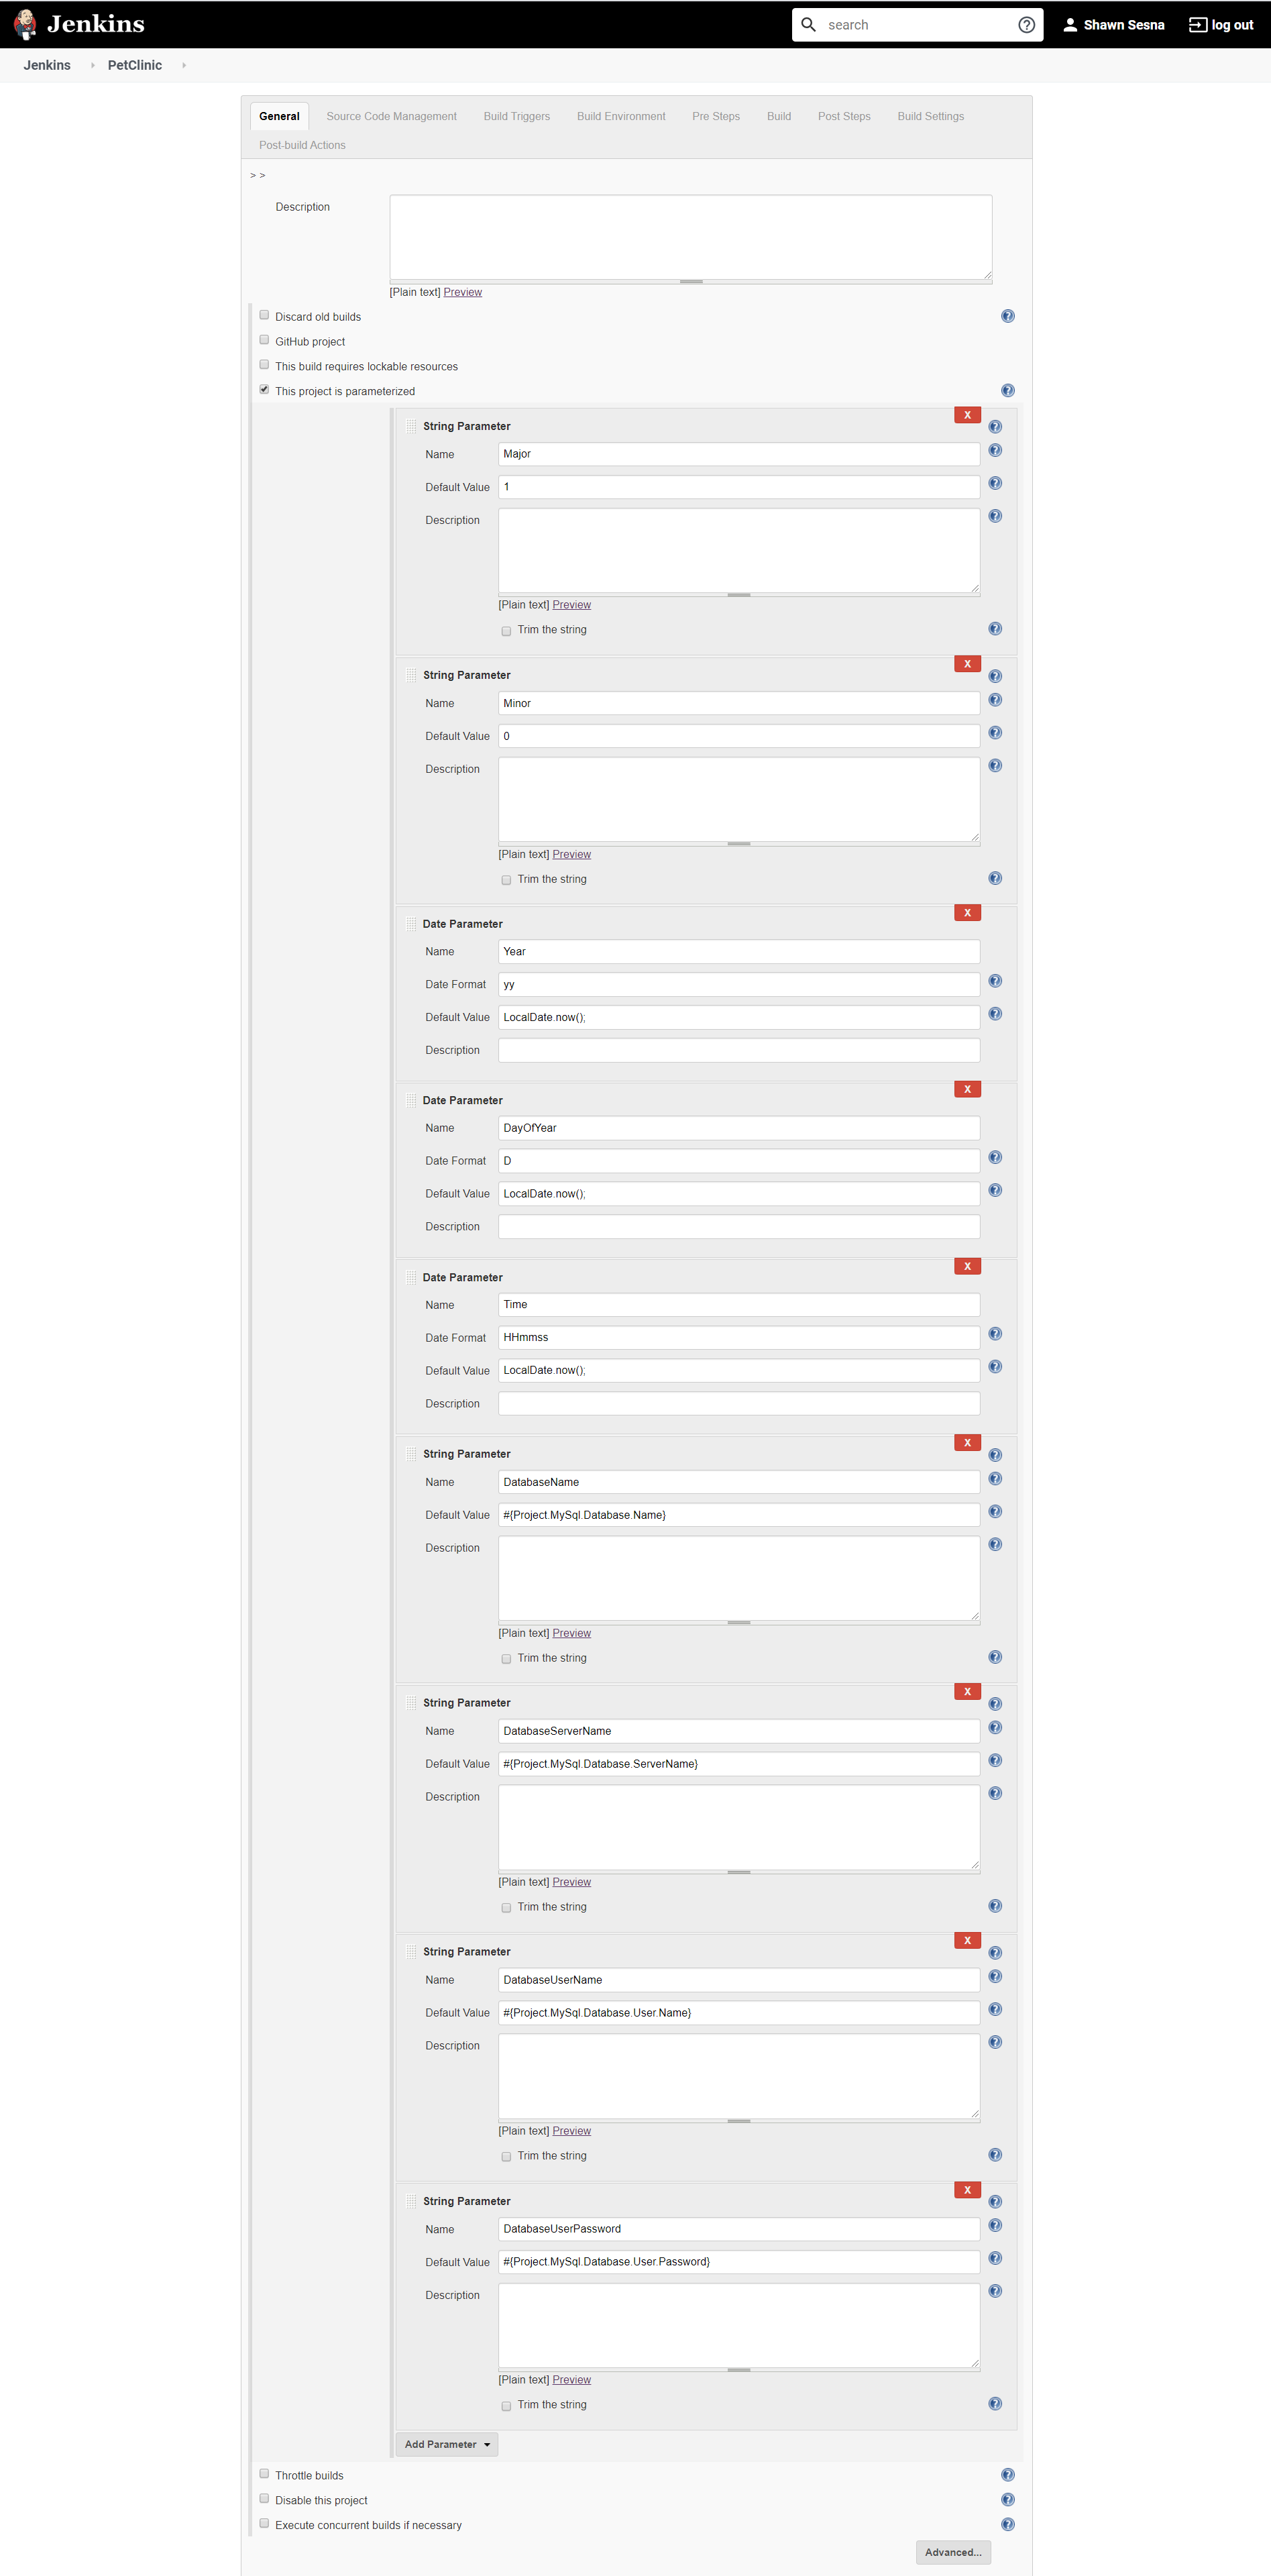 Jenkins
search
Shawn Sesna
log out
Jenkins PetClinic
General Source Code Management Build Triggers Build Environment Pre Steps Build Post Steps Build Settings
Post-build Actions
> >
Description
[Plain text] Preview
Discard old builds
GitHub project
This build requires lockable resources
This project is parameterized
X
String Parameter
Name Major
Default Value 1
Description
[Plain text] Preview
Trim the string
X
String Parameter
Name Minor
Default Value 0
Description
[Plain text] Preview
Trim the string
X
Date Parameter
Name Year
Date Format yy
Default Value LocalDate.now();
Description
X
Date Parameter
Name DayOfYear
Date Format D
Default Value LocalDate.now();
Description
X
Date Parameter
Name Time
Date Format HHmmss
Default Value LocalDate.now();
Description
X
String Parameter
Name DatabaseName
Default Value #{Project.MySql.Database.Name}
Description
[Plain text] Preview
Trim the string
X
String Parameter
Name DatabaseServerName
Default Value #{Project.MySql.Database.ServerName}
Description
[Plain text] Preview
Trim the string
X
String Parameter
Name DatabaseUserName
Default Value #{Project.MySql.Database.User.Name}
Description
[Plain text] Preview
Trim the string
X
String Parameter
Name DatabaseUserPassword
Default Value #{Project.MySql.Database.User.Password}
Description
[Plain text] Preview
Trim the string
Add Parameter
Throttle builds
Disable this project
Execute concurrent builds if necessary
Advanced...